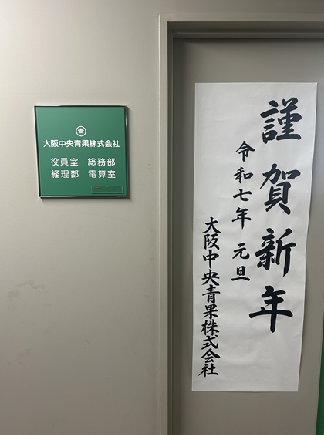 大阪中央青果株式会社
役員室 総務部
経理部 電算室
謹賀新年
令和七年 元旦
大阪中央青果株式会社